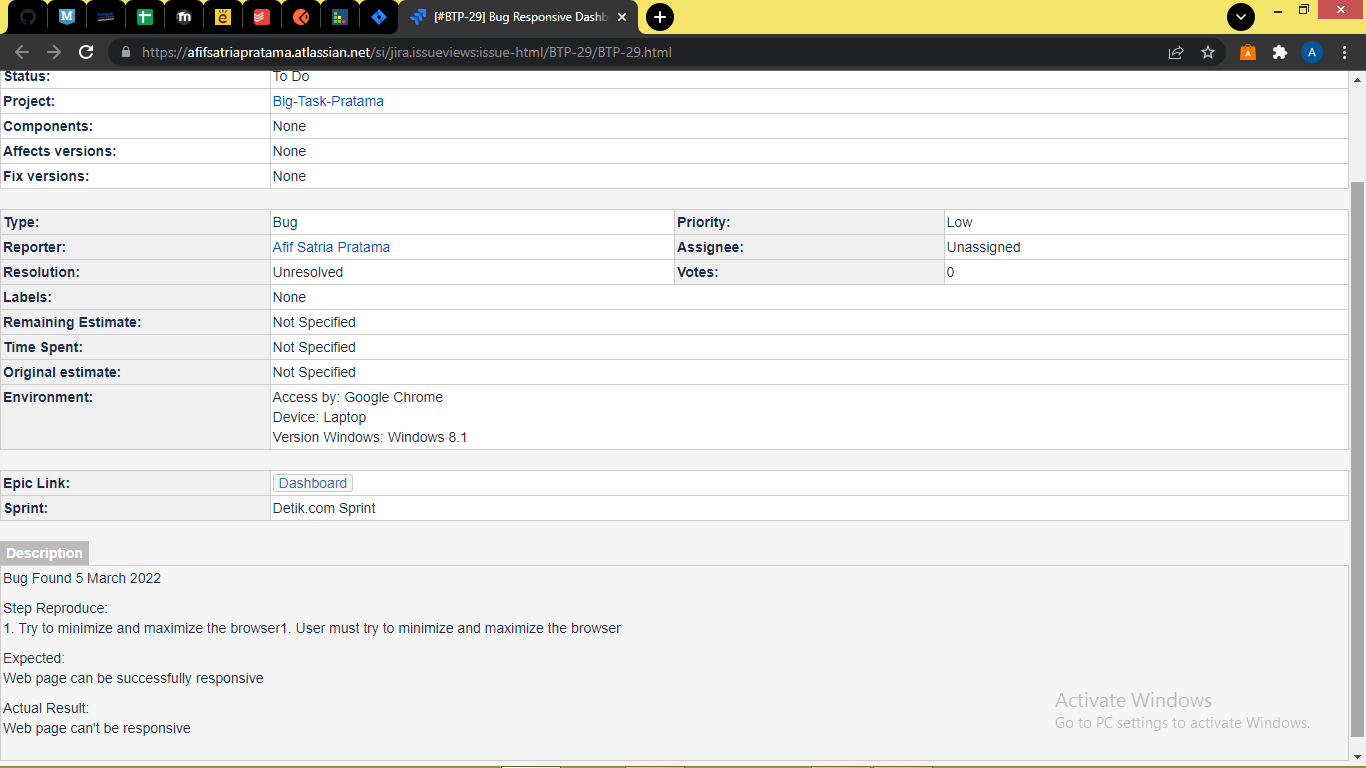 [#BTP-29] Bug Responsive Dashb
https://afifsatriapratama.atlassian.net/si/jira.issueviews:issue-html/BTP-29/BTP-29.html
A
Status: To Do
Project: Big-Task-Pratama
Components: None
Affects versions: None
Fix versions: None
Type: Bug Priority: Low
Reporter: Afif Satria Pratama Assignee: Unassigned
Resolution: Unresolved Votes: 0
Labels: None
Remaining Estimate: Not Specified
Time Spent: Not Specified
Original estimate: Not Specified
Environment: Access by: Google Chrome
Device: Laptop
Version Windows: Windows 8.1
Epic Link: Dashboard
Sprint: Detik.com Sprint
Description
Bug Found 5 March 2022
Step Reproduce:
1. Try to minimize and maximize the browser1. User must try to minimize and maximize the browser
Expected:
Web page can be successfully responsive
Actual Result:
Web page can't be responsive
Activate Windows
Go to PC settings to activate Windows.